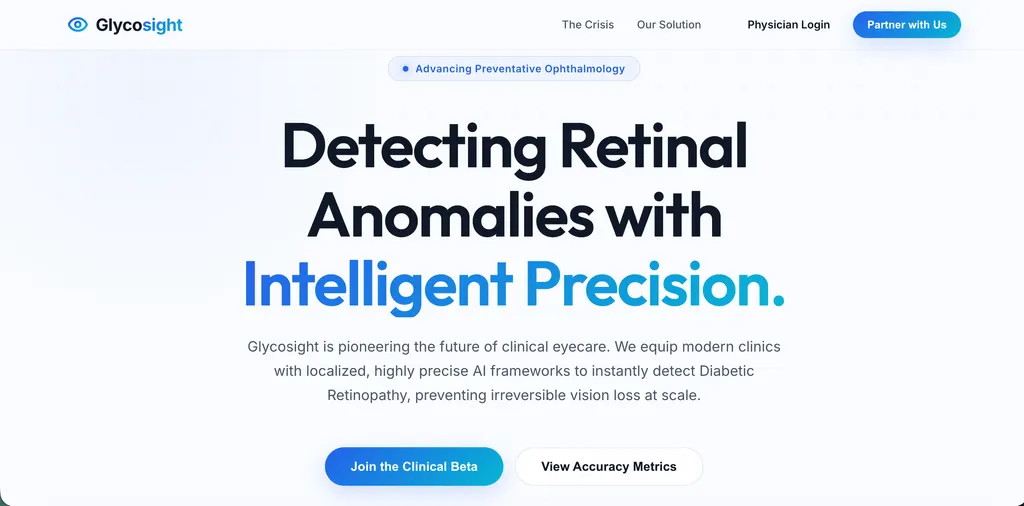 Glycosight
The Crisis
Our Solution
Physician Login
Partner with Us
Advancing Preventative Ophthalmology
Detecting Retinal
Anomalies with
Intelligent Precision.
Glycosight is pioneering the future of clinical eyecare. We equip modern clinics
with localized, highly precise AI frameworks to instantly detect Diabetic
Retinopathy, preventing irreversible vision loss at scale.
Join the Clinical Beta
View Accuracy Metrics